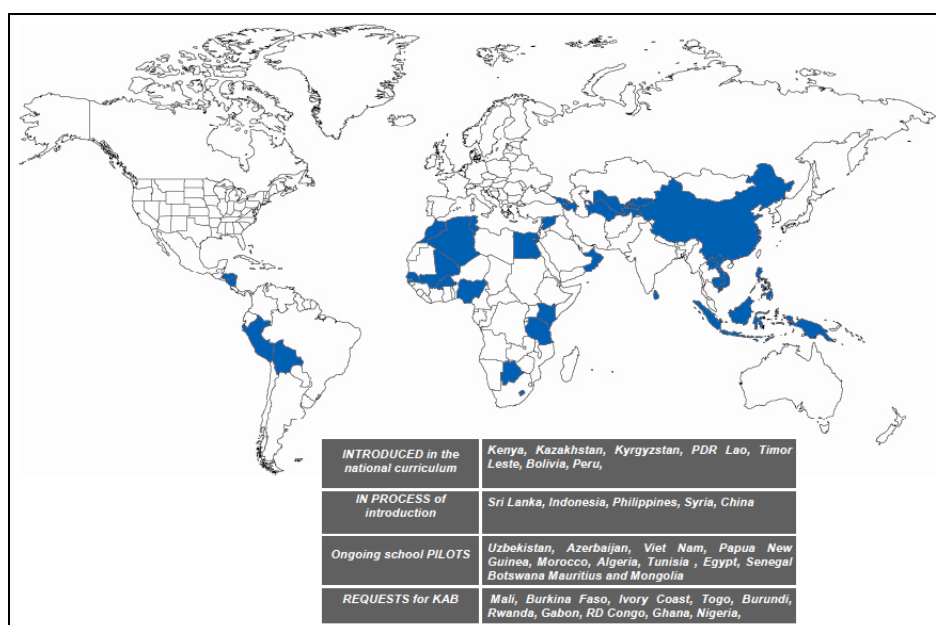 INTRODUCED in the
national curriculum
Kenya, Kazakhstan, Kyrgyzstan, PDR Lao, Timor
Leste, Bolivia, Peru,
IN PROCESS of
introduction
Sri Lanka, Indonesia, Philippines, Syria, China
Ongoing school PILOTS
Uzbekistan, Azerbaijan, Viet Nam, Papua New
Guinea, Morocco, Algeria, Tunisia , Egypt, Senegal
Botswana Mauritius and Mongolia
REQUESTS for KAB
Mali, Burkina Faso, Ivory Coast, Togo, Burundi,
Rwanda, Gabon, RD Congo, Ghana, Nigeria,